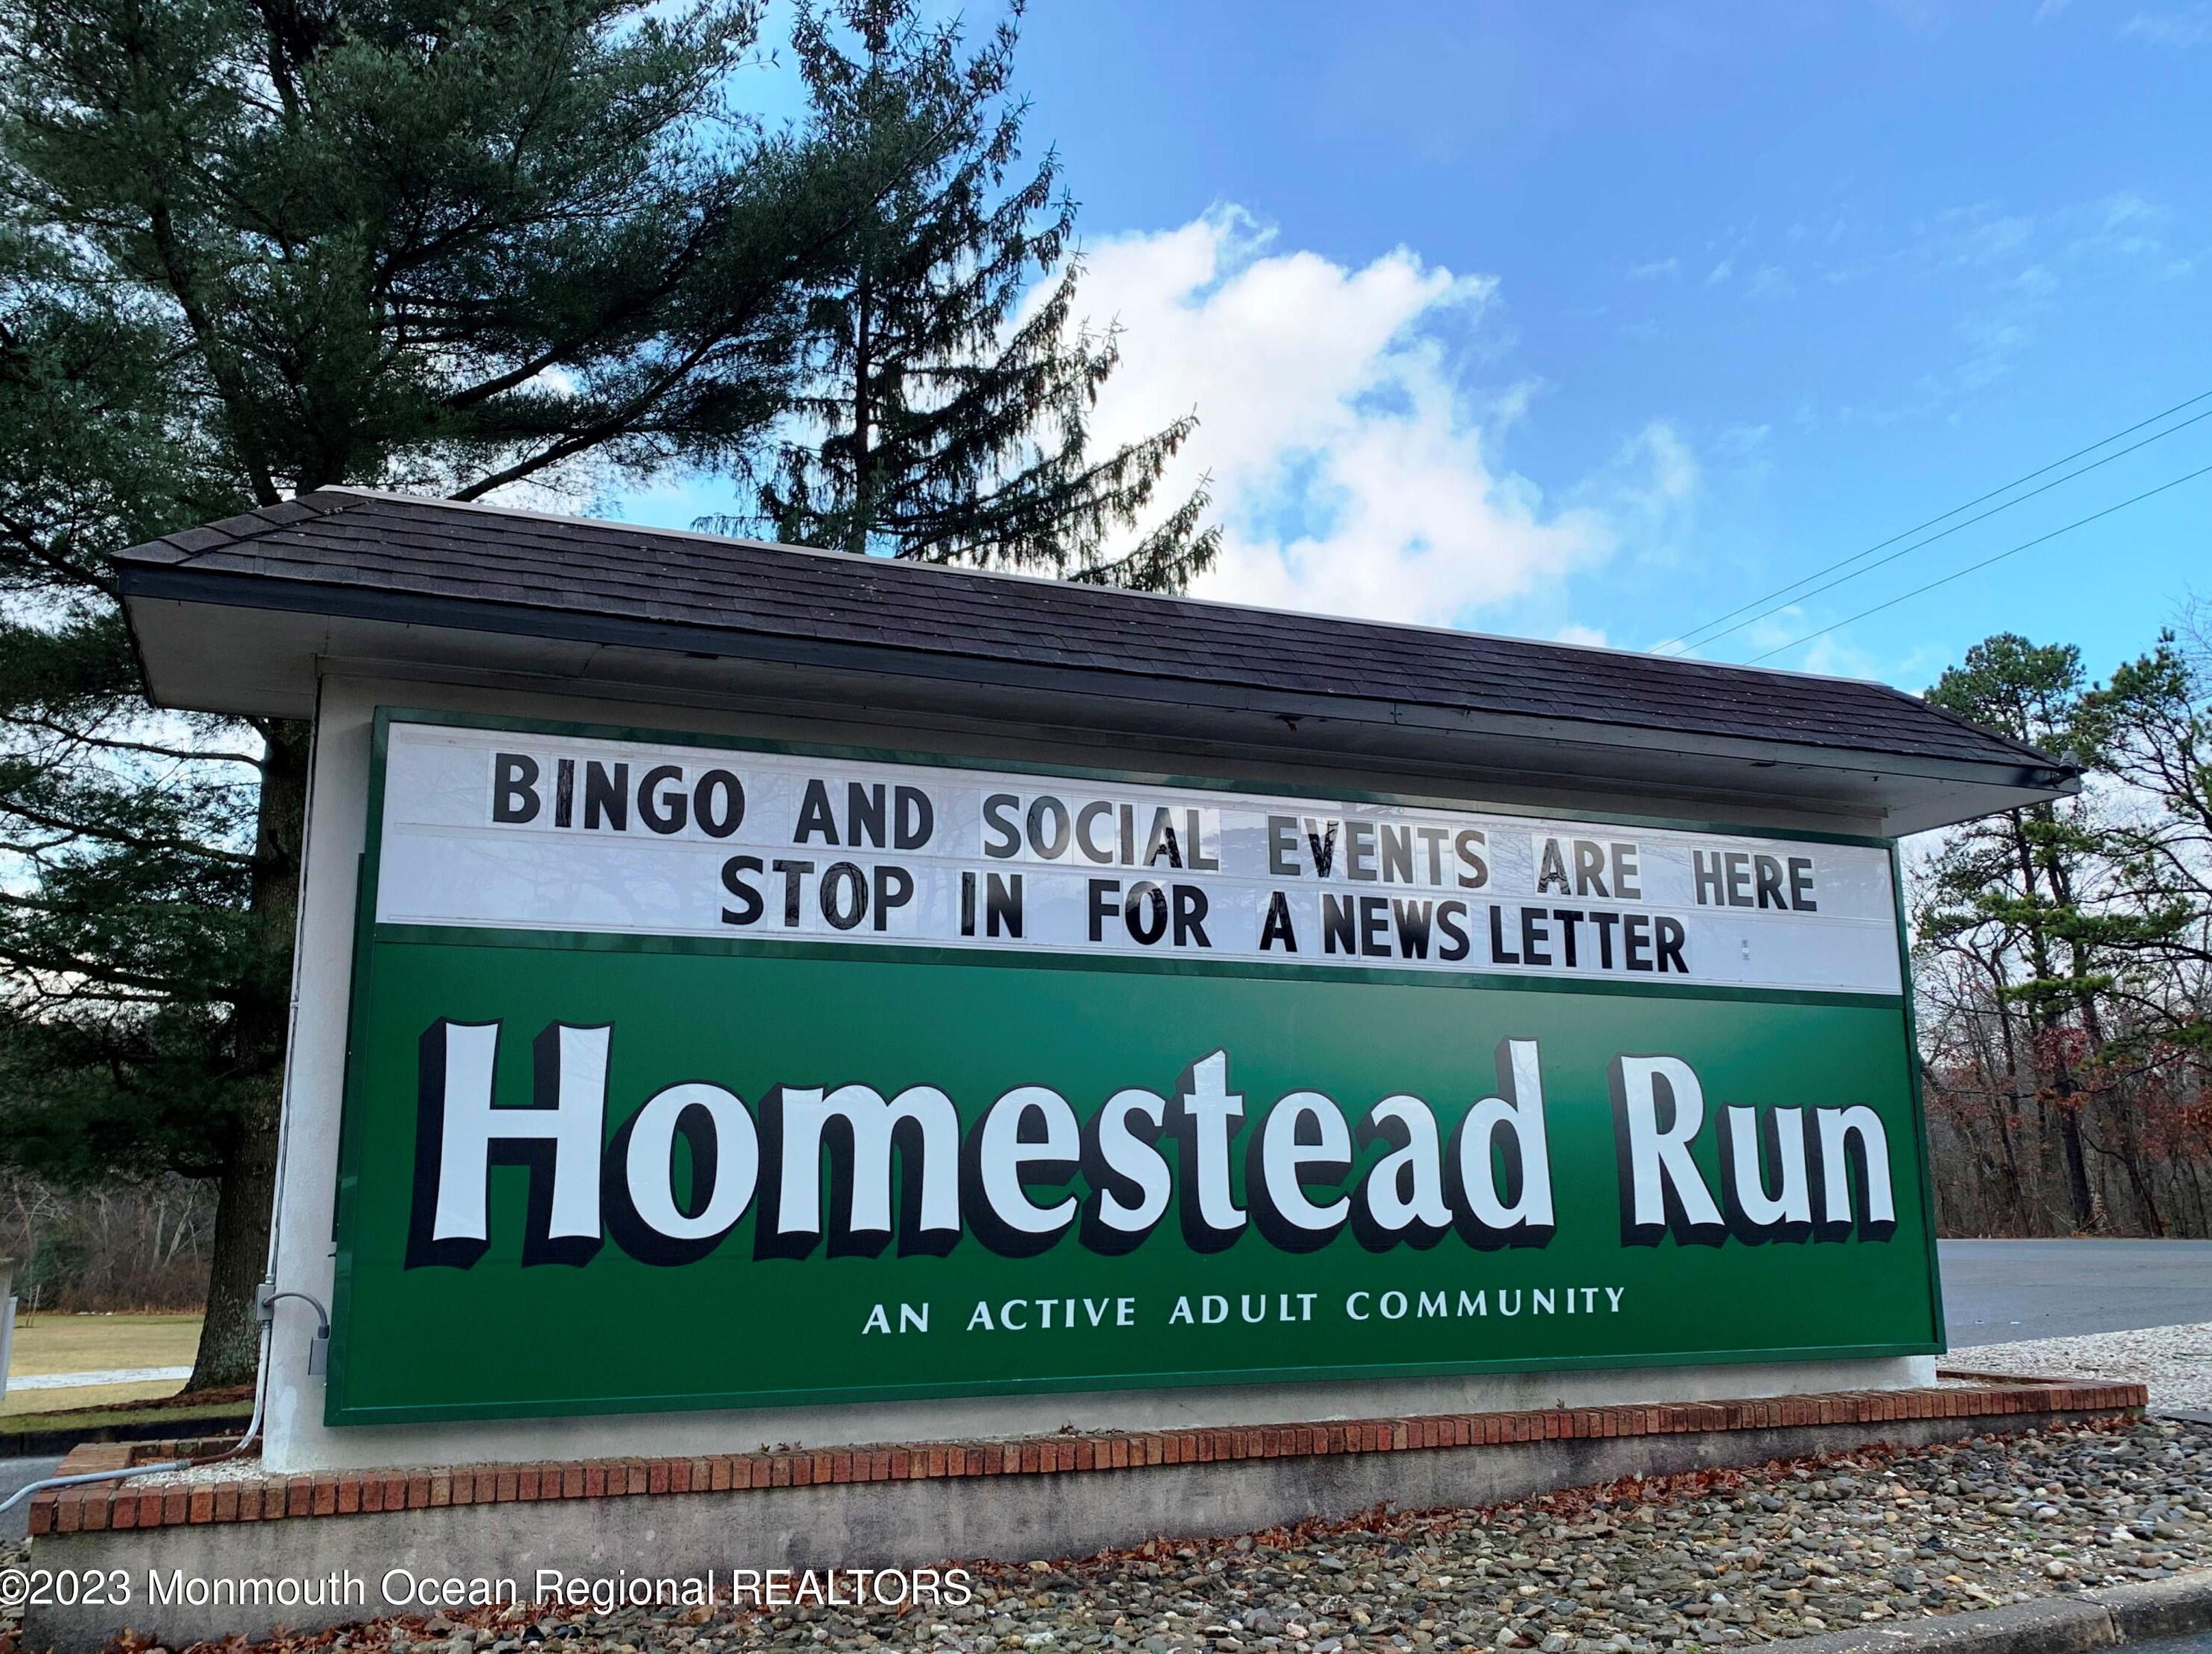 BINGO AND SOCIAL EVENTS ARE HERE
STOP IN FOR A NEWS LETTER
Homestead Run
AN ACTIVE ADULT COMMUNITY
©2023 Monmouth Ocean Regional REALTORS